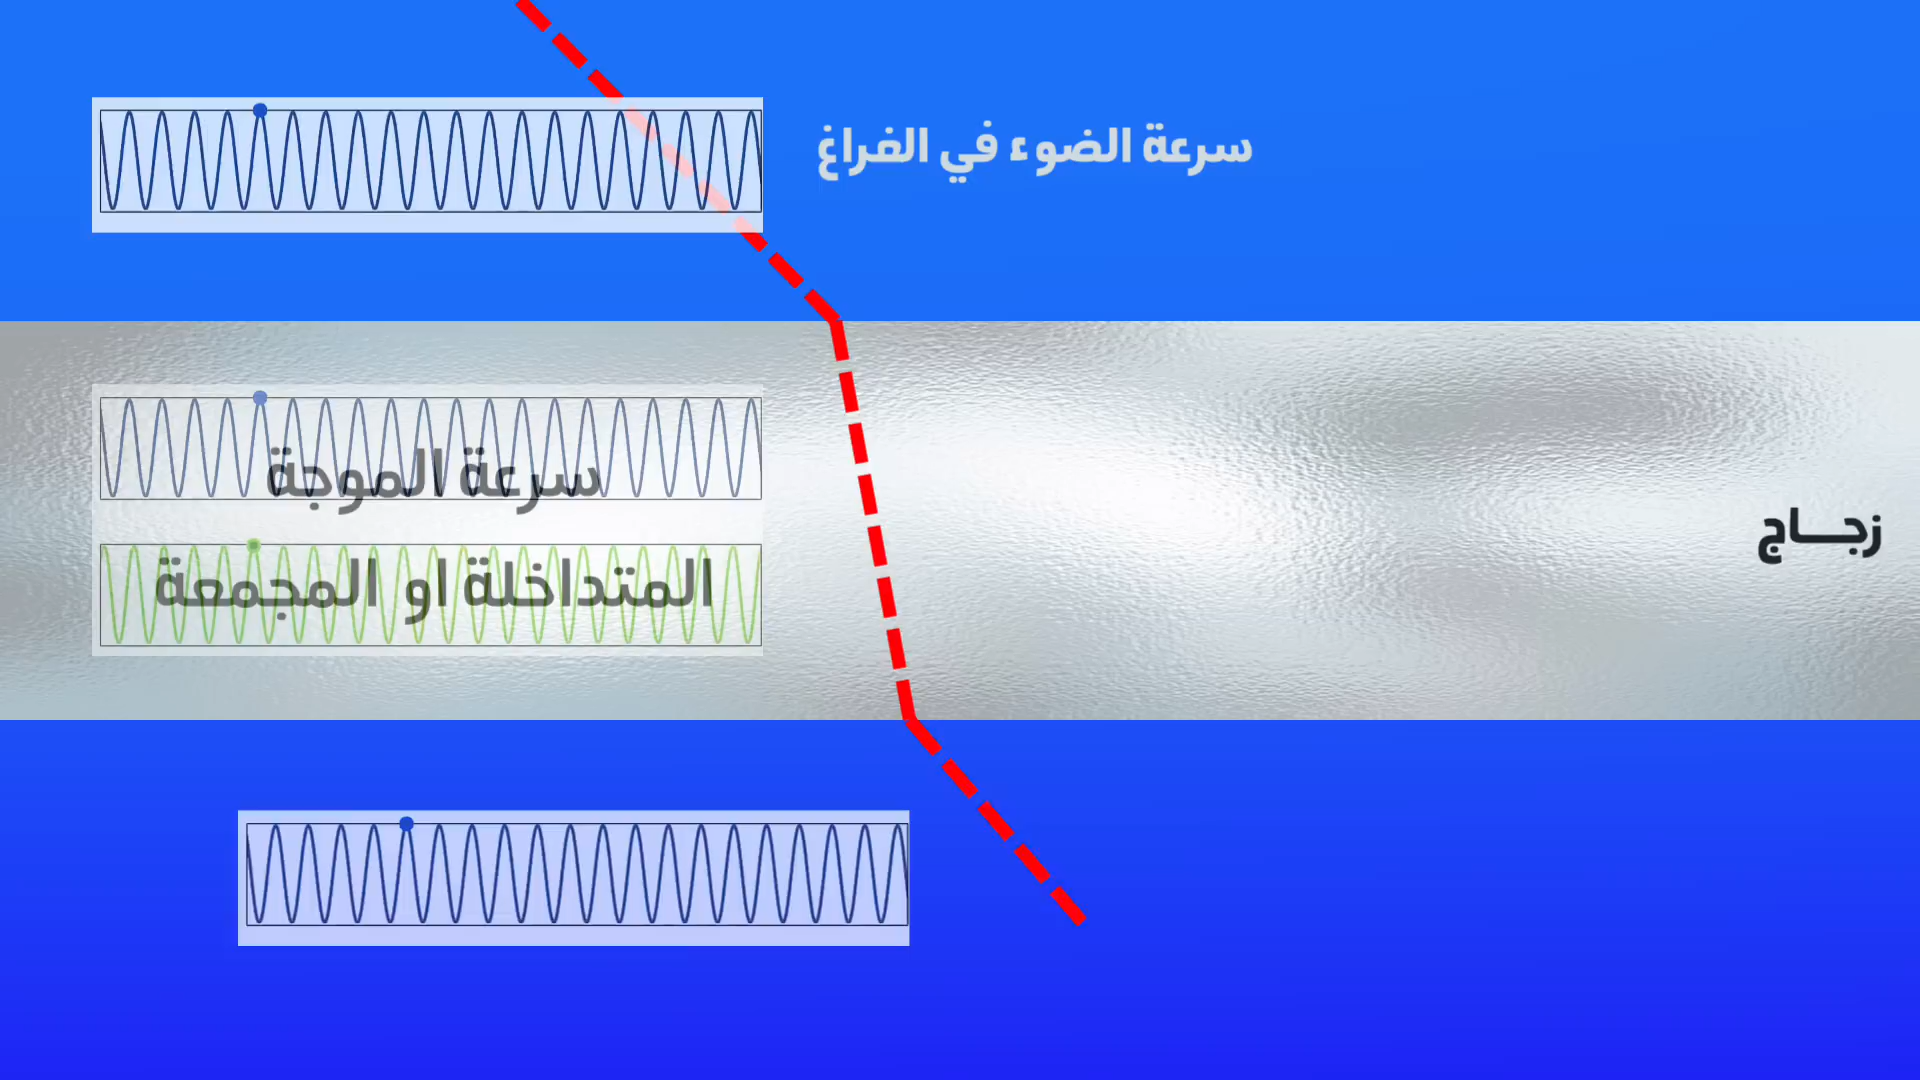 سرعة الضوء في الفراغ
سرعة الموجة
المتداخلة او المجمعة
زجـــاج